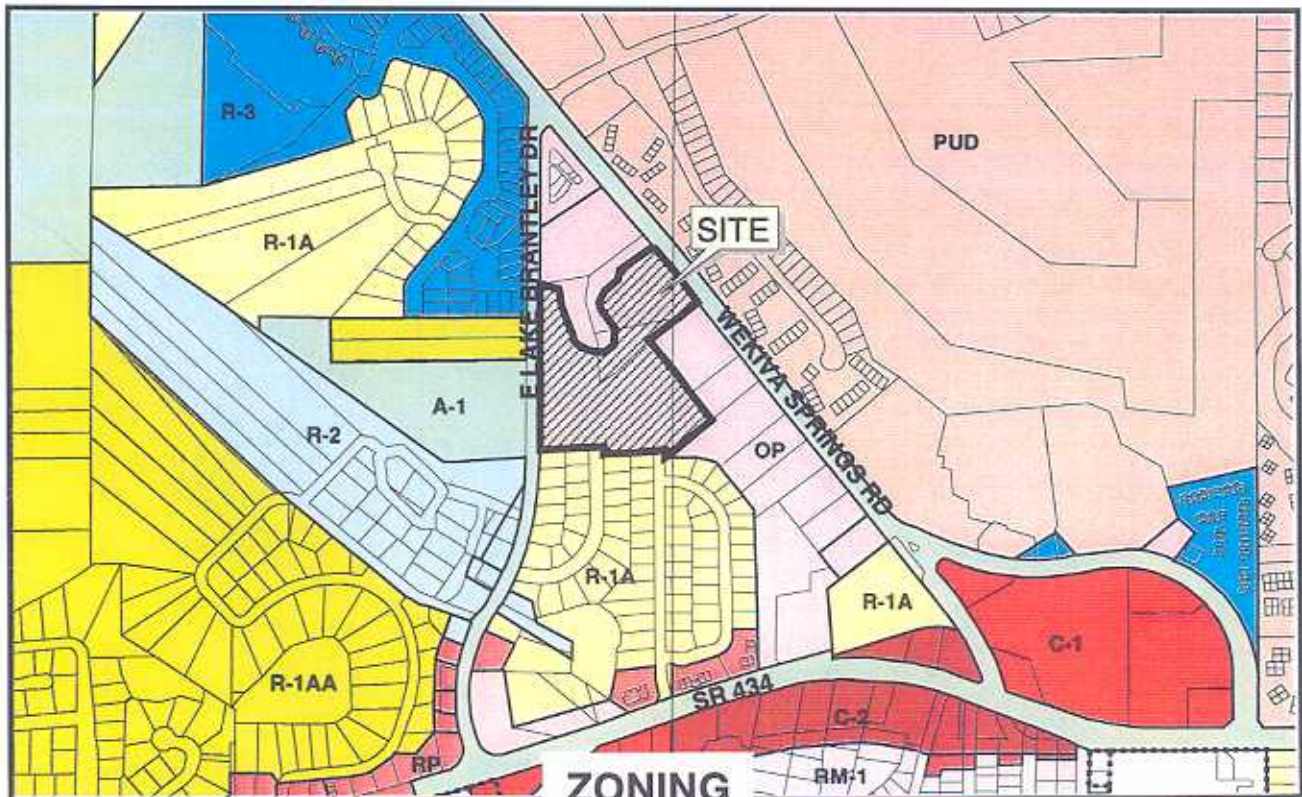 R-3
PUD
E LAKE BRANTLEY DR
SITE
R-1A
WEKIVA SPRINGS RD
A-1
R-2
OP
R-1A
R-1A
C-1
R-1AA
SR 434
C-2
RP
RM-1
ZONING